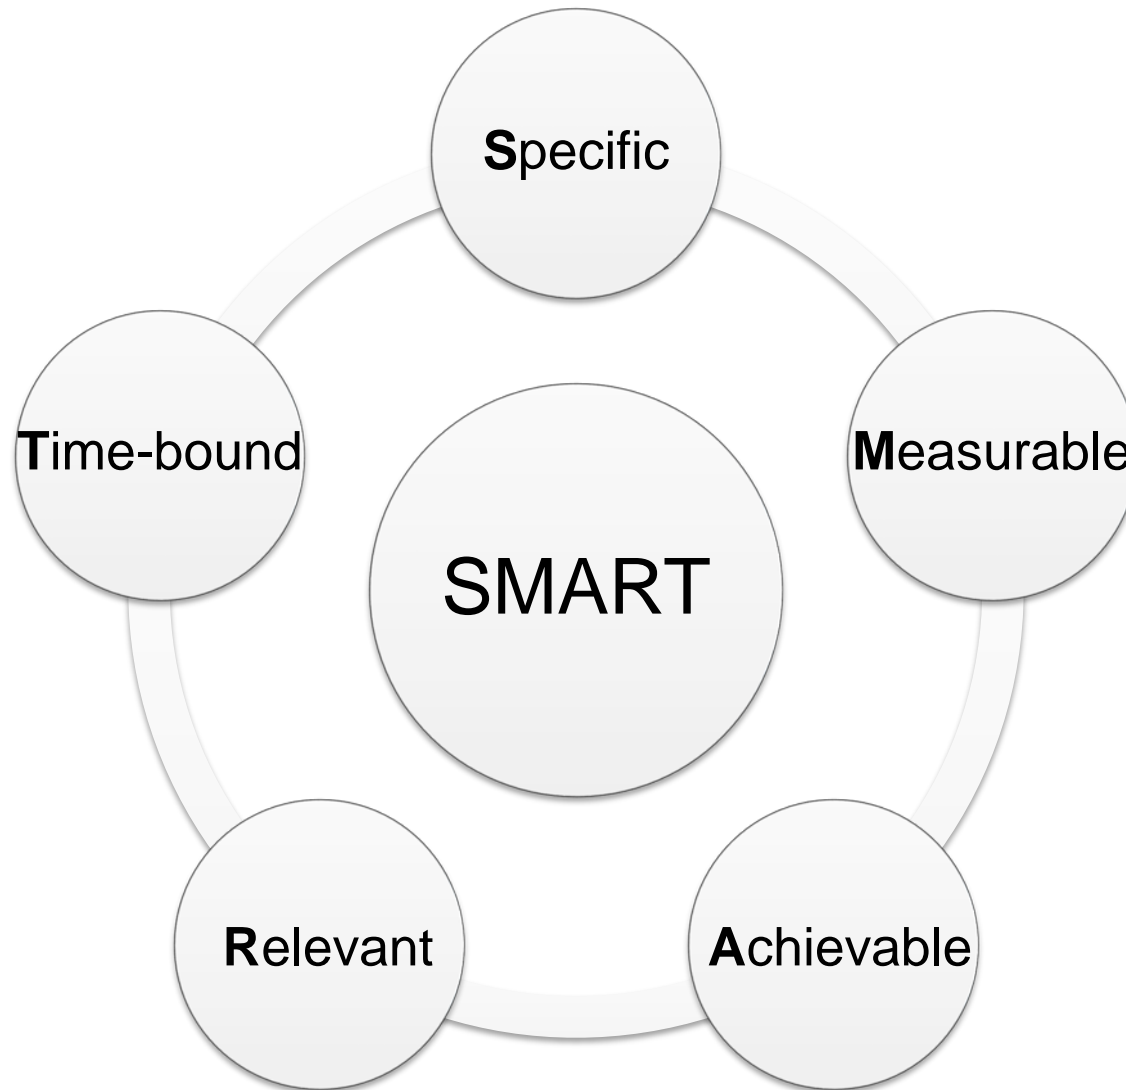 Specific
Measurable
Achievable
Relevant
Time-bound
SMART